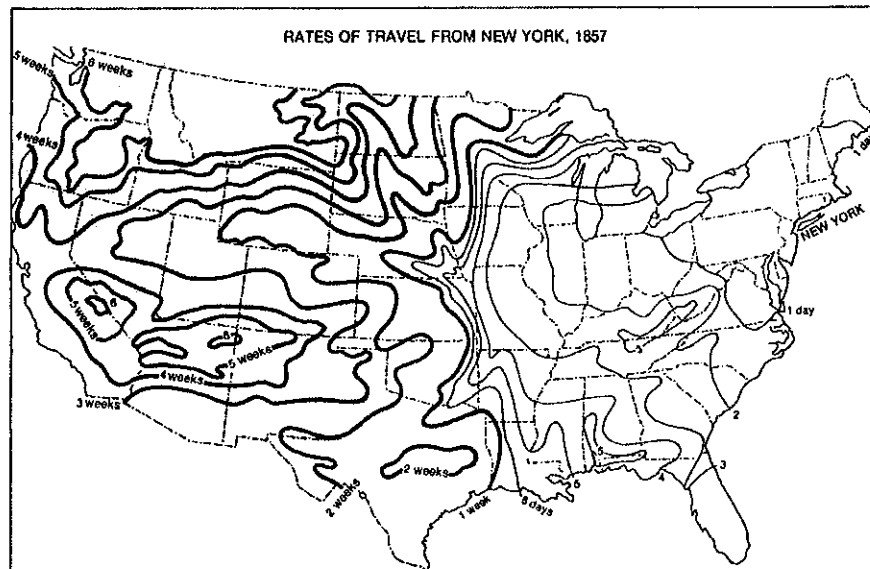 RATES OF TRAVEL FROM NEW YORK, 1857
5 weeks
6 weeks
4 weeks
1 day
NEW YORK
5 weeks
6
1 day
6
5 weeks
3
4 weeks
3 weeks
2
5
3
2 weeks
4
2 weeks
1 week
6 days
5